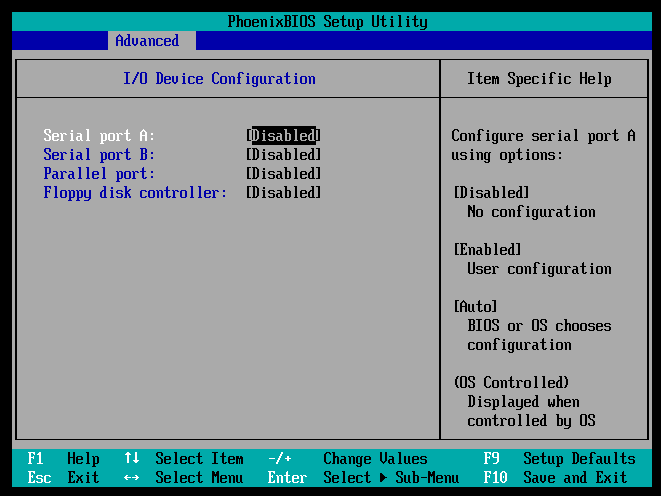 PhoenixBIOS Setup Utility
Advanced
I/O Device Configuration
Serial port A: [Disabled]
Serial port B: [Disabled]
Parallel port: [Disabled]
Floppy disk controller: [Disabled]
Item Specific Help
Configure serial port A
using options:
[Disabled]
No configuration
[Enabled]
User configuration
[Auto]
BIOS or OS chooses
configuration
(OS Controlled)
Displayed when
controlled by OS
F1 Help ↑↓ Select Item -/+ Change Values F9 Setup Defaults
Esc Exit ↔ Select Menu Enter Select ▶ Sub-Menu F10 Save and Exit